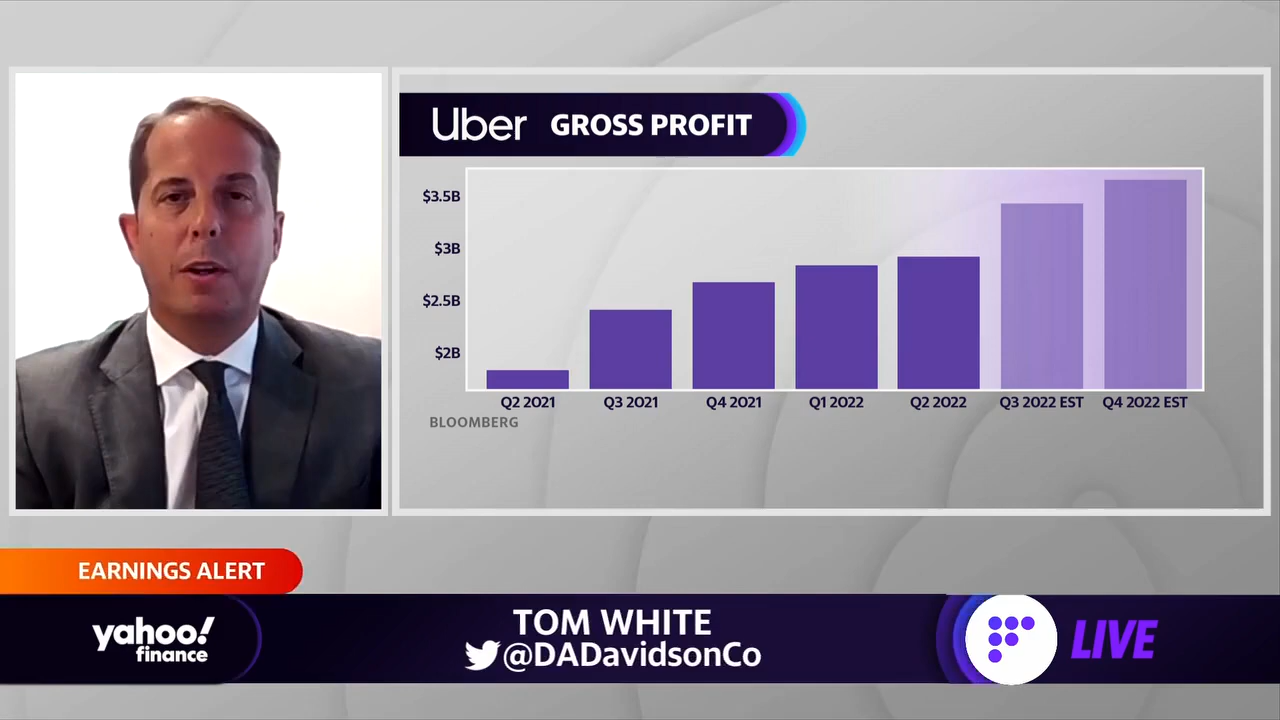 Uber GROSS PROFIT
$3.5B
$3B
$2.5B
$2B
Q2 2021 Q3 2021 Q4 2021 Q1 2022 Q2 2022 Q3 2022 EST Q4 2022 EST
BLOOMBERG
EARNINGS ALERT
yahoo!
finance
TOM WHITE
@DADavidsonCo
LIVE